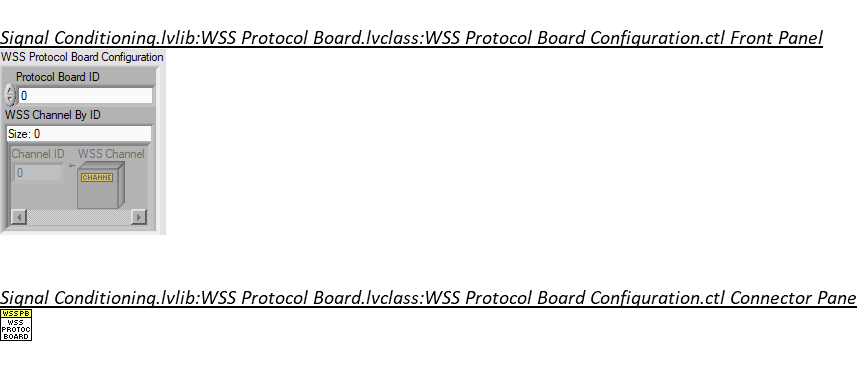 Signal Conditioning.lvlib:WSS Protocol Board.lvclass:WSS Protocol Board Configuration.ctl Front Panel
WSS Protocol Board Configuration
Protocol Board ID
0
WSS Channel By ID
Size: 0
Channel ID WSS Channel
0 CHANNE
Signal Conditioning.lvlib:WSS Protocol Board.lvclass:WSS Protocol Board Configuration.ctl Connector Pane
WSS PB
WSS
PROTOC
BOARD